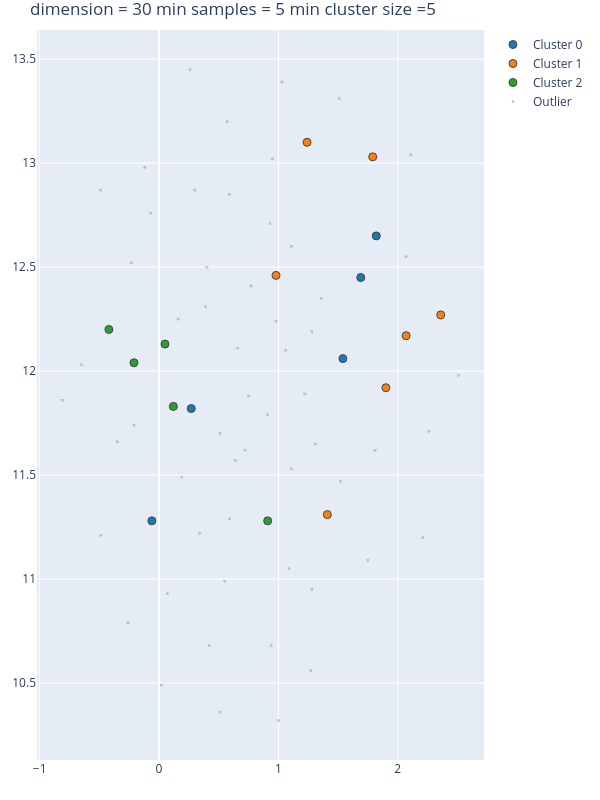 dimension = 30 min samples = 5 min cluster size =5
Cluster 0
Cluster 1
Cluster 2
Outlier
13.5
13
12.5
12
11.5
11
10.5
−1 0 1 2